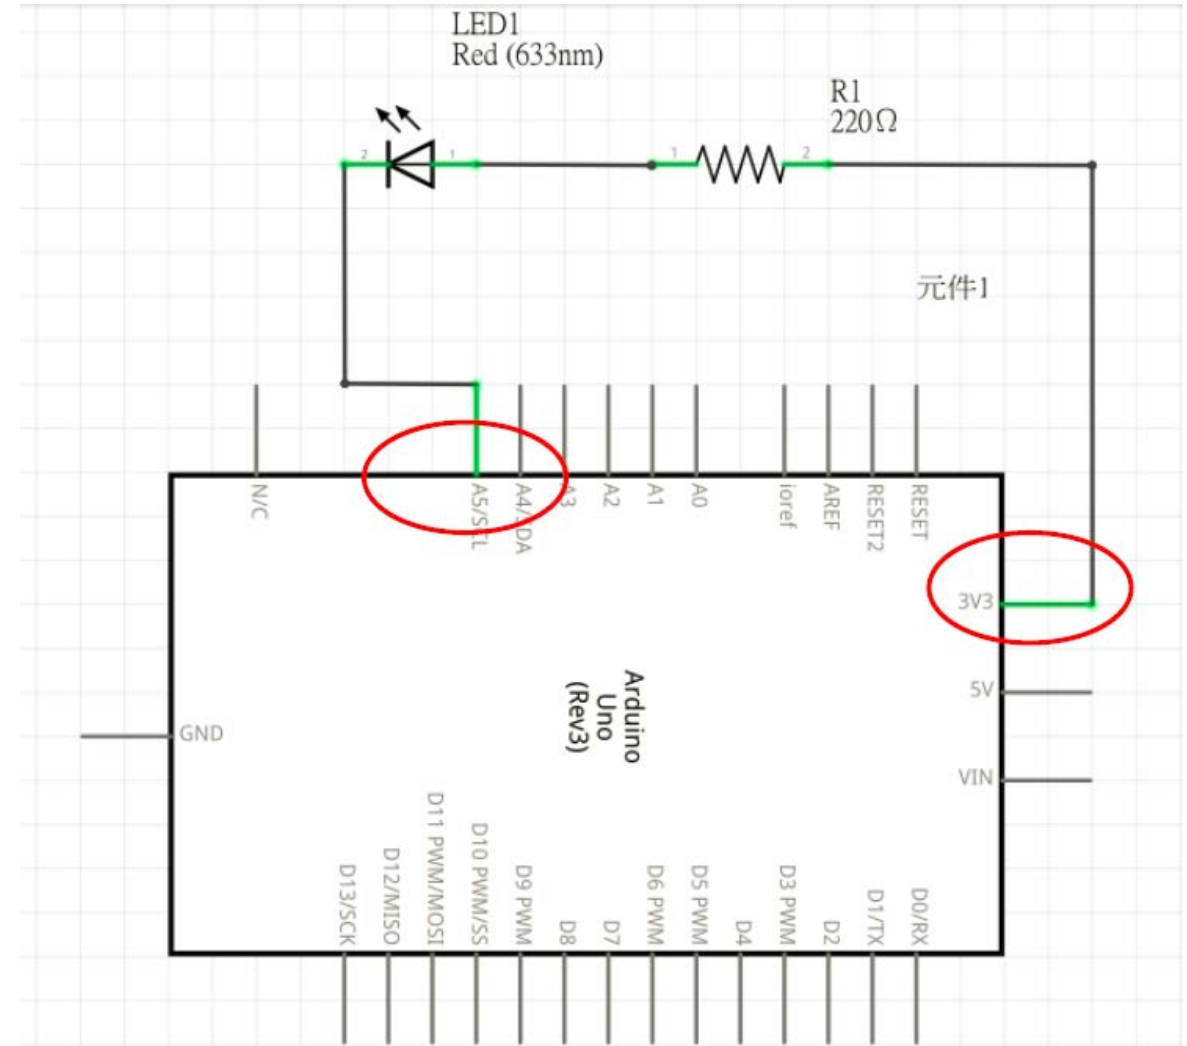 LED1
Red (633nm)
R1
220Ω
2
1
1
2
元件1
N/C
A5/SCL
A4/SDA
A3
A2
A1
A0
ioref
AREF
RESET2
RESET
3V3
5V
VIN
GND
Arduino
Uno
(Rev3)
D13/SCK
D12/MISO
D11 PWM/MOSI
D10 PWM/SS
D9 PWM
D8
D7
D6 PWM
D5 PWM
D4
D3 PWM
D2
D1/TX
D0/RX